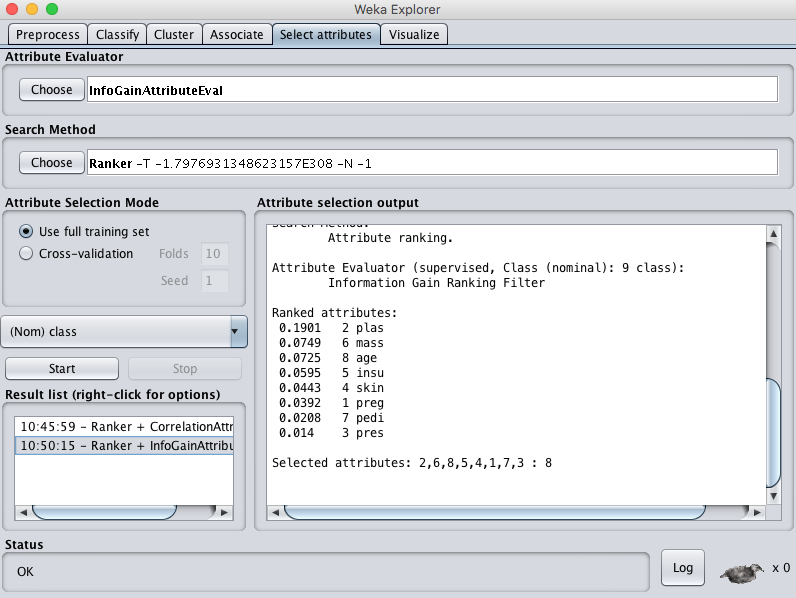 Weka Explorer
Preprocess Classify Cluster Associate Select attributes Visualize
Attribute Evaluator
Choose InfoGainAttributeEval
Search Method
Choose Ranker -T -1.7976931348623157E308 -N -1
Attribute Selection Mode
Use full training set
Cross-validation Folds 10
Seed 1
(Nom) class
Start Stop
Result list (right-click for options)
10:45:59 - Ranker + CorrelationAttr
10:50:15 - Ranker + InfoGainAttribu
Attribute selection output
Search Method:
Attribute ranking.
Attribute Evaluator (supervised, Class (nominal): 9 class):
Information Gain Ranking Filter
Ranked attributes:
0.1901 2 plas
0.0749 6 mass
0.0725 8 age
0.0595 5 insu
0.0443 4 skin
0.0392 1 preg
0.0208 7 pedi
0.014 3 pres
Selected attributes: 2,6,8,5,4,1,7,3 : 8
Status
OK
Log x 0